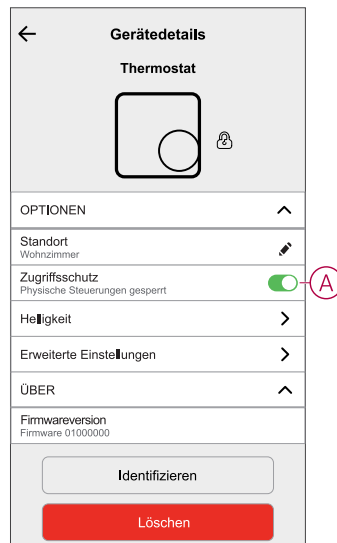 Gerätedetails
Thermostat
OPTIONEN
Standort
Wohnzimmer
Zugriffsschutz
Physische Steuerungen gesperrt
A
Helligkeit
Erweiterte Einstellungen
ÜBER
Firmwareversion
Firmware 01000000
Identifizieren
Löschen